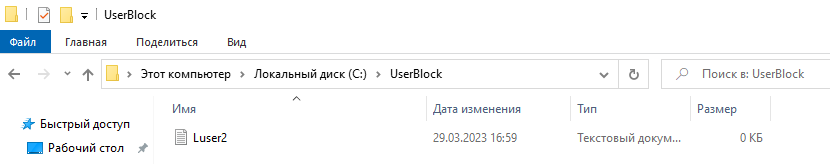 UserBlock
Файл Главная Поделиться Вид
Этот компьютер Локальный диск (C:) UserBlock Поиск в: UserBlock
Имя Дата изменения Тип Размер
Быстрый доступ
Luser2 29.03.2023 16:59 Текстовый докум... 0 КБ
Рабочий стол